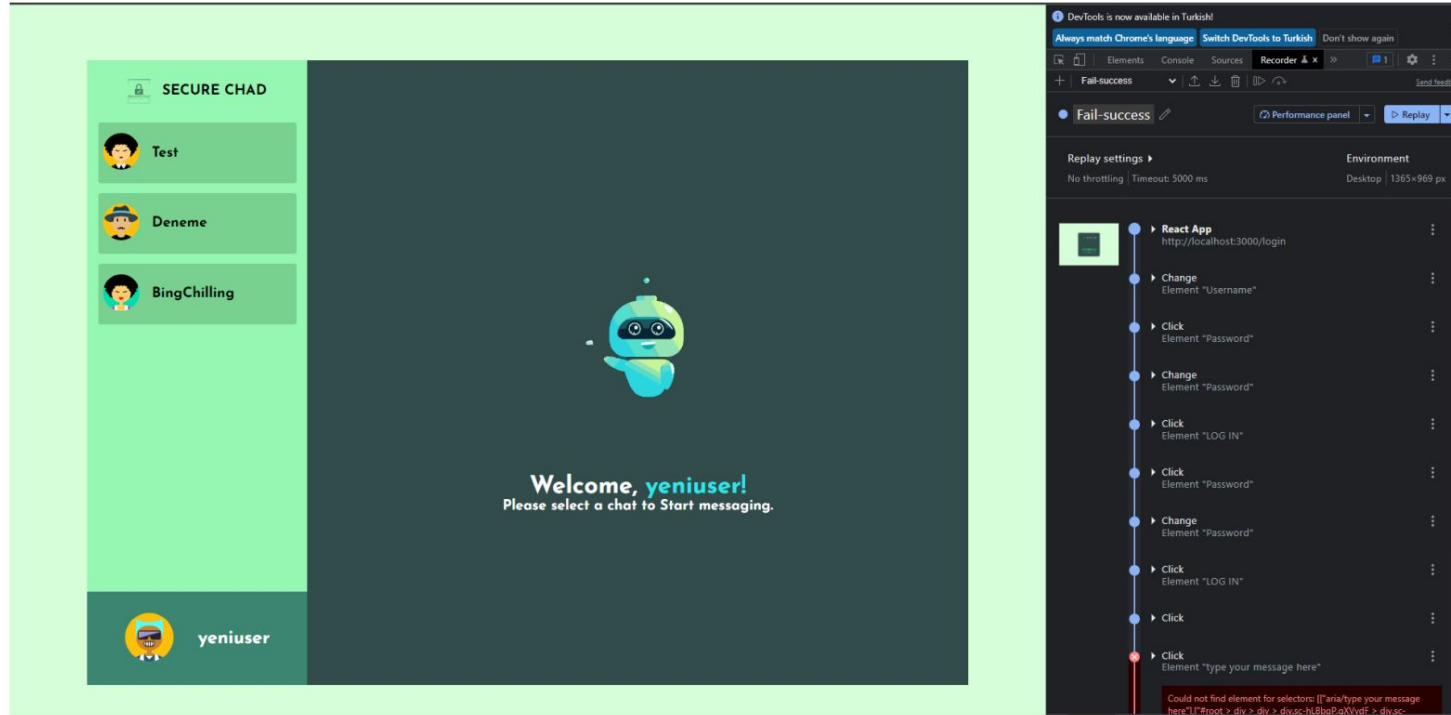 SECURE CHAD
Test
Deneme
BingChilling
yeniuser
Welcome, yeniuser!
Please select a chat to Start messaging.
DevTools is now available in Turkish!
Always match Chrome's language Switch DevTools to Turkish Don't show again
Elements Console Sources Recorder 1
Fail-success Send feedb
Fail-success Performance panel Replay
Replay settings Environment
No throttling Timeout: 5000 ms Desktop 1365×969 px
React App
http://localhost:3000/login
Change
Element "Username"
Click
Element "Password"
Change
Element "Password"
Click
Element "LOG IN"
Click
Element "Password"
Change
Element "Password"
Click
Element "LOG IN"
Click
Click
Element "type your message here"
Could not find element for selectors: [["aria/type your message
here"],["#root > div > div > div.sc-hLBbgP.aXVvdF > div.sc-